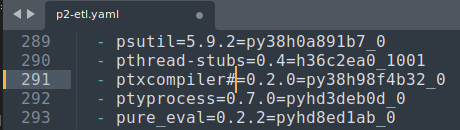 p2-etl.yaml
289 - psutil=5.9.2=py38h0a891b7_0
290 - pthread-stubs=0.4=h36c2ea0_1001
291 - ptxcompiler#=0.2.0=py38h98f4b32_0
292 - ptyprocess=0.7.0=pyhd3deb0d_0
293 - pure_eval=0.2.2=pyhd8ed1ab_0